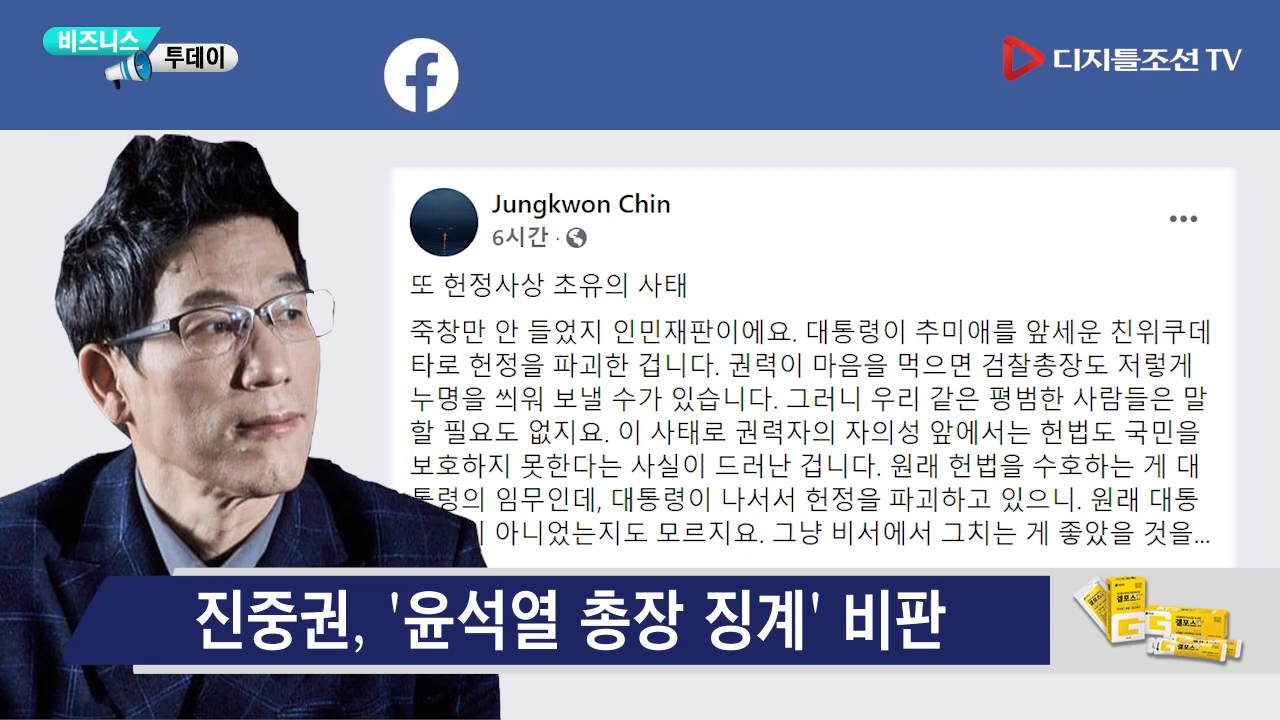 비즈니스
투데이
디지틀조선 TV
Jungkwon Chin
6시간
또 헌정사상 초유의 사태
죽창만 안 들었지 인민재판이에요. 대통령이 추미애를 앞세운 친위쿠데
타로 헌정을 파괴한 겁니다. 권력이 마음을 먹으면 검찰총장도 저렇게
누명을 씌워 보낼 수가 있습니다. 그러니 우리 같은 평범한 사람들은 말
할 필요도 없지요. 이 사태로 권력자의 자의성 앞에서는 헌법도 국민을
보호하지 못한다는 사실이 드러난 겁니다. 원래 헌법을 수호하는 게 대
통령의 임무인데, 대통령이 나서서 헌정을 파괴하고 있으니. 원래 대통
아니었는지도 모르지요. 그냥 비서에서 그치는 게 좋았을 것을...
진중권, '윤석열 총장 징계' 비판
겔포스
겔포스
겔포스